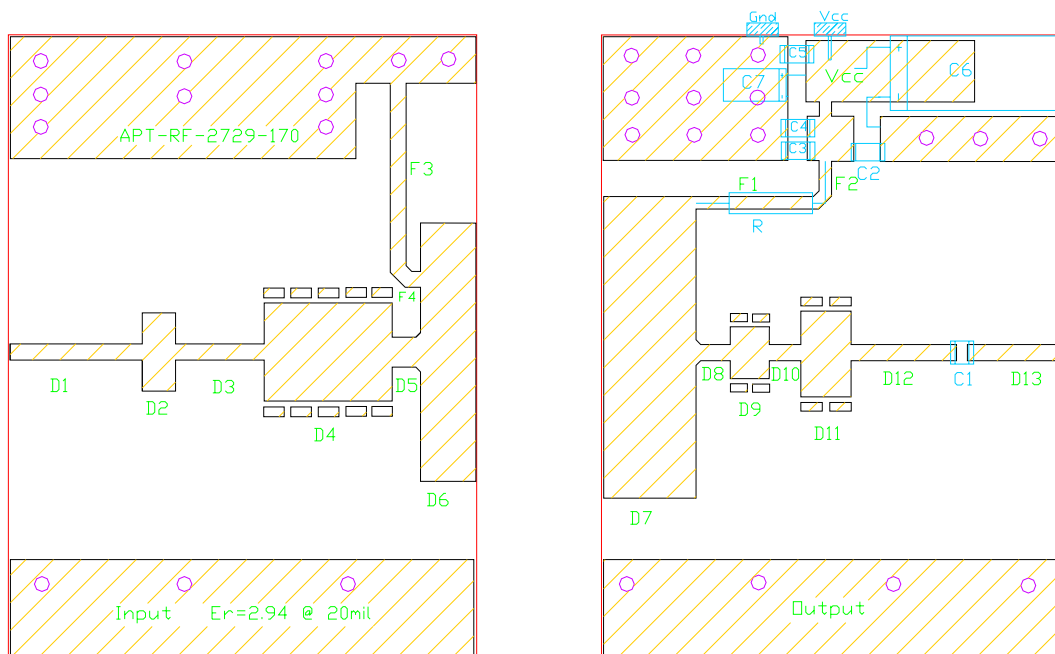 Gnd
Vcc
C5
Vcc
C6
C7
APT-RF-2729-170
C4
C3
C2
F3
F1
F2
R
F4
D1
D2
D3
D4
D5
D6
D7
D8
D9
D10
D11
D12
C1
D13
Input Er=2.94 @ 20mil
Output